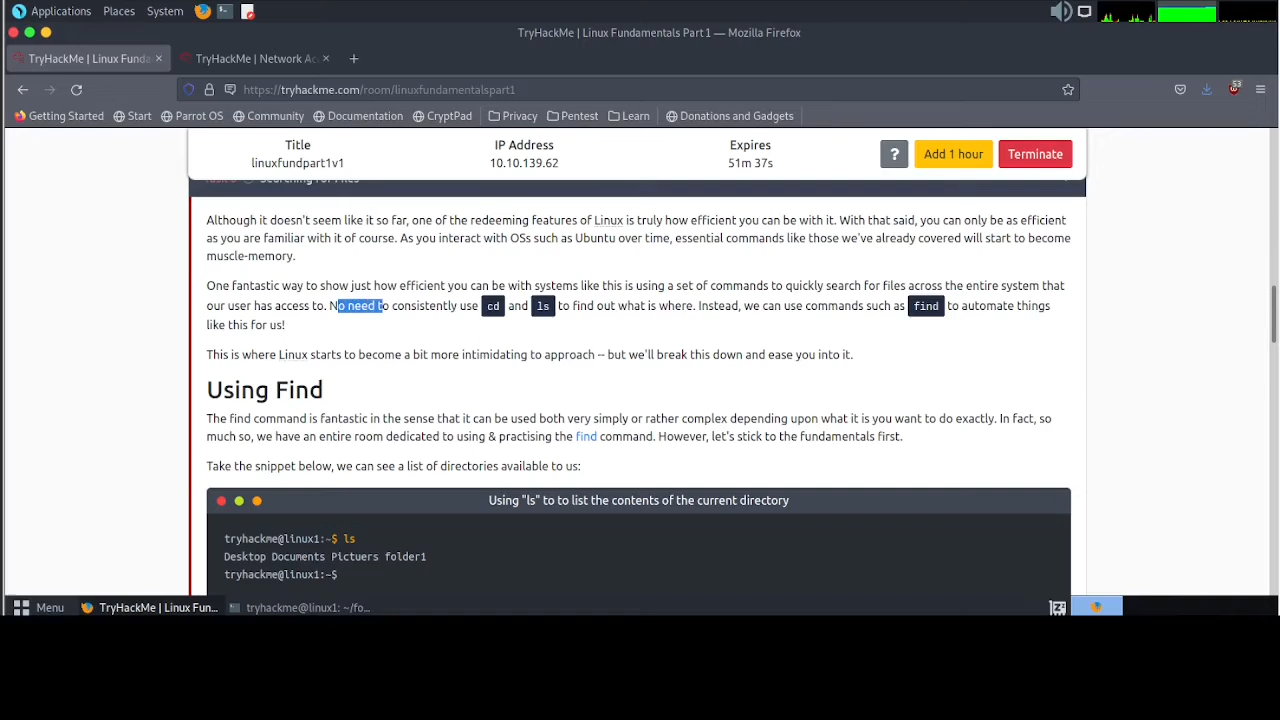 Applications Places System
TryHackMe | Linux Fundamentals Part 1 — Mozilla Firefox
TryHackMe | Linux Funda × TryHackMe | Network Acc × +
https://tryhackme.com/room/linuxfundamentalspart1
53
Getting Started Start Parrot OS Community Documentation CryptPad Privacy Pentest Learn Donations and Gadgets
Title IP Address Expires
linuxfundpart1v1 10.10.139.62 51m 37s
? Add 1 hour Terminate
Searching for Files
Although it doesn't seem like it so far, one of the redeeming features of Linux is truly how efficient you can be with it. With that said, you can only be as efficient
as you are familiar with it of course. As you interact with OSs such as Ubuntu over time, essential commands like those we've already covered will start to become
muscle-memory.
One fantastic way to show just how efficient you can be with systems like this is using a set of commands to quickly search for files across the entire system that
our user has access to. No need to consistently use cd and ls to find out what is where. Instead, we can use commands such as find to automate things
like this for us!
This is where Linux starts to become a bit more intimidating to approach -- but we'll break this down and ease you into it.
Using Find
The find command is fantastic in the sense that it can be used both very simply or rather complex depending upon what it is you want to do exactly. In fact, so
much so, we have an entire room dedicated to using & practising the find command. However, let's stick to the fundamentals first.
Take the snippet below, we can see a list of directories available to us:
Using "ls" to to list the contents of the current directory
tryhackme@linux1:~$ ls
Desktop Documents Pictuers folder1
tryhackme@linux1:~$
Menu TryHackMe | Linux Fun... tryhackme@linux1: ~/fo...